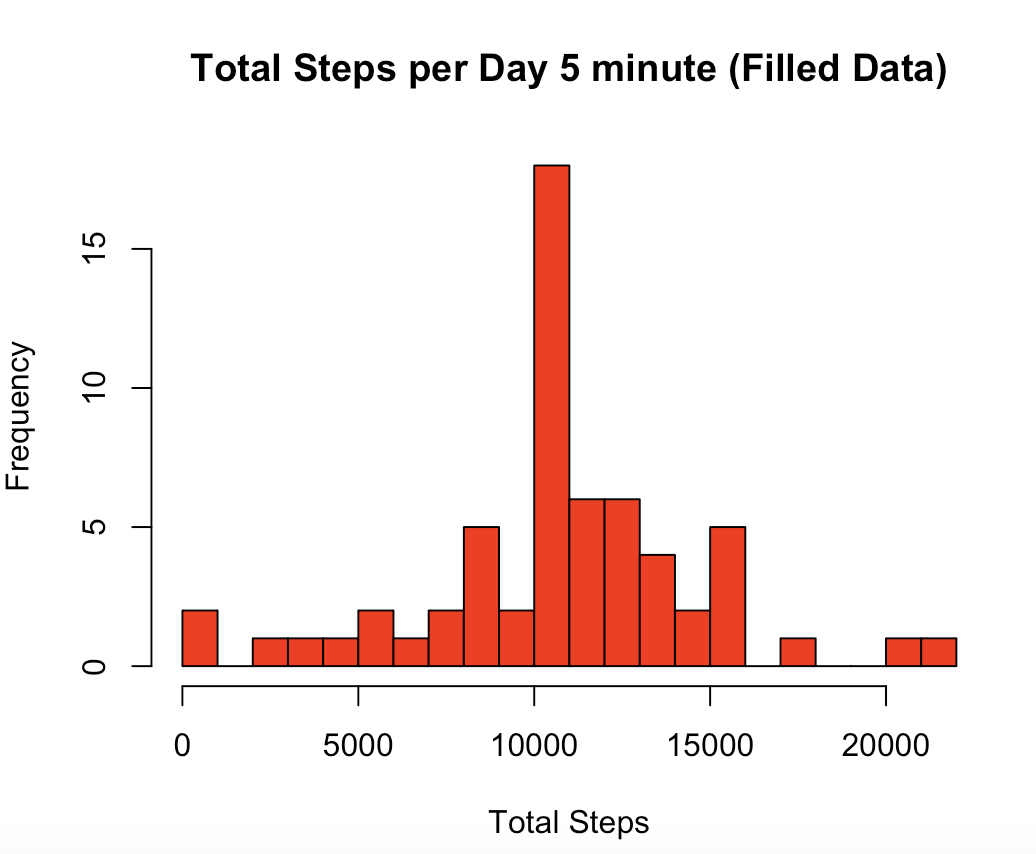 Total Steps per Day 5 minute (Filled Data)
Frequency
15
10
5
0
0 5000 10000 15000 20000
Total Steps